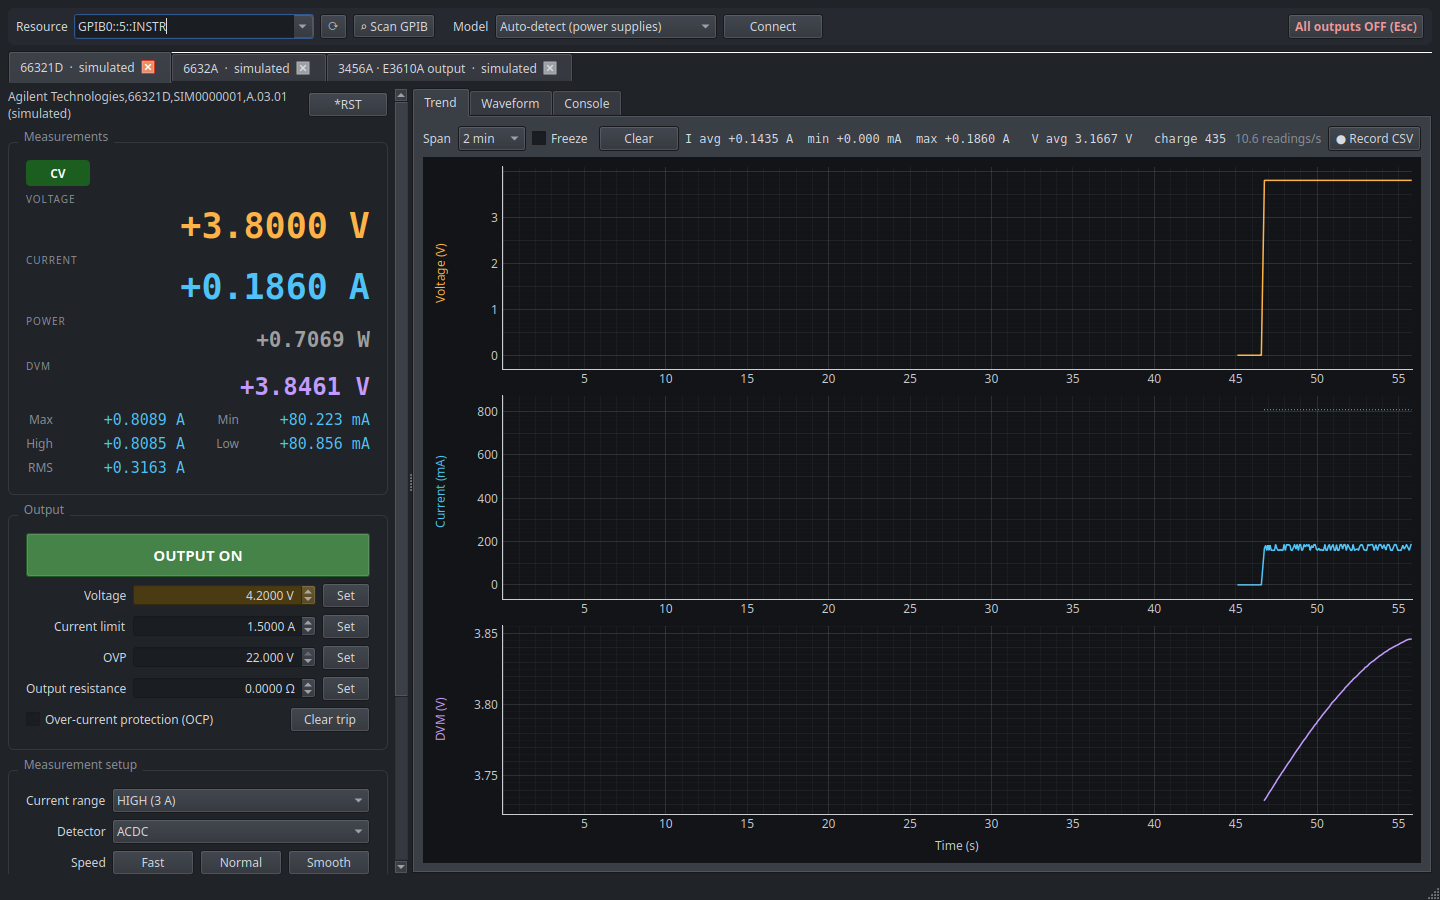 Resource GPIB0::5::INSTR ⟳ ⌕ Scan GPIB Model Auto-detect (power supplies) Connect All outputs OFF (Esc)
66321D · simulated 6632A · simulated 3456A · E3610A output · simulated
Agilent Technologies,66321D,SIM0000001,A.03.01
(simulated)
*RST
Measurements
CV
VOLTAGE
+3.8000 V
CURRENT
+0.1860 A
POWER
+0.7069 W
DVM
+3.8461 V
Max +0.8089 A Min +80.223 mA
High +0.8085 A Low +80.856 mA
RMS +0.3163 A
Output
OUTPUT ON
Voltage 4.2000 V Set
Current limit 1.5000 A Set
OVP 22.000 V Set
Output resistance 0.0000 Ω Set
Over-current protection (OCP) Clear trip
Measurement setup
Current range HIGH (3 A)
Detector ACDC
Speed Fast Normal Smooth
Trend Waveform Console
Span 2 min Freeze Clear I avg +0.1435 A min +0.000 mA max +0.1860 A V avg 3.1667 V charge 435 10.6 readings/s ● Record CSV
Voltage (V)
3
2
1
0
5 10 15 20 25 30 35 40 45 50 55
Current (mA)
800
600
400
200
0
5 10 15 20 25 30 35 40 45 50 55
DVM (V)
3.85
3.80
3.75
5 10 15 20 25 30 35 40 45 50 55
Time (s)